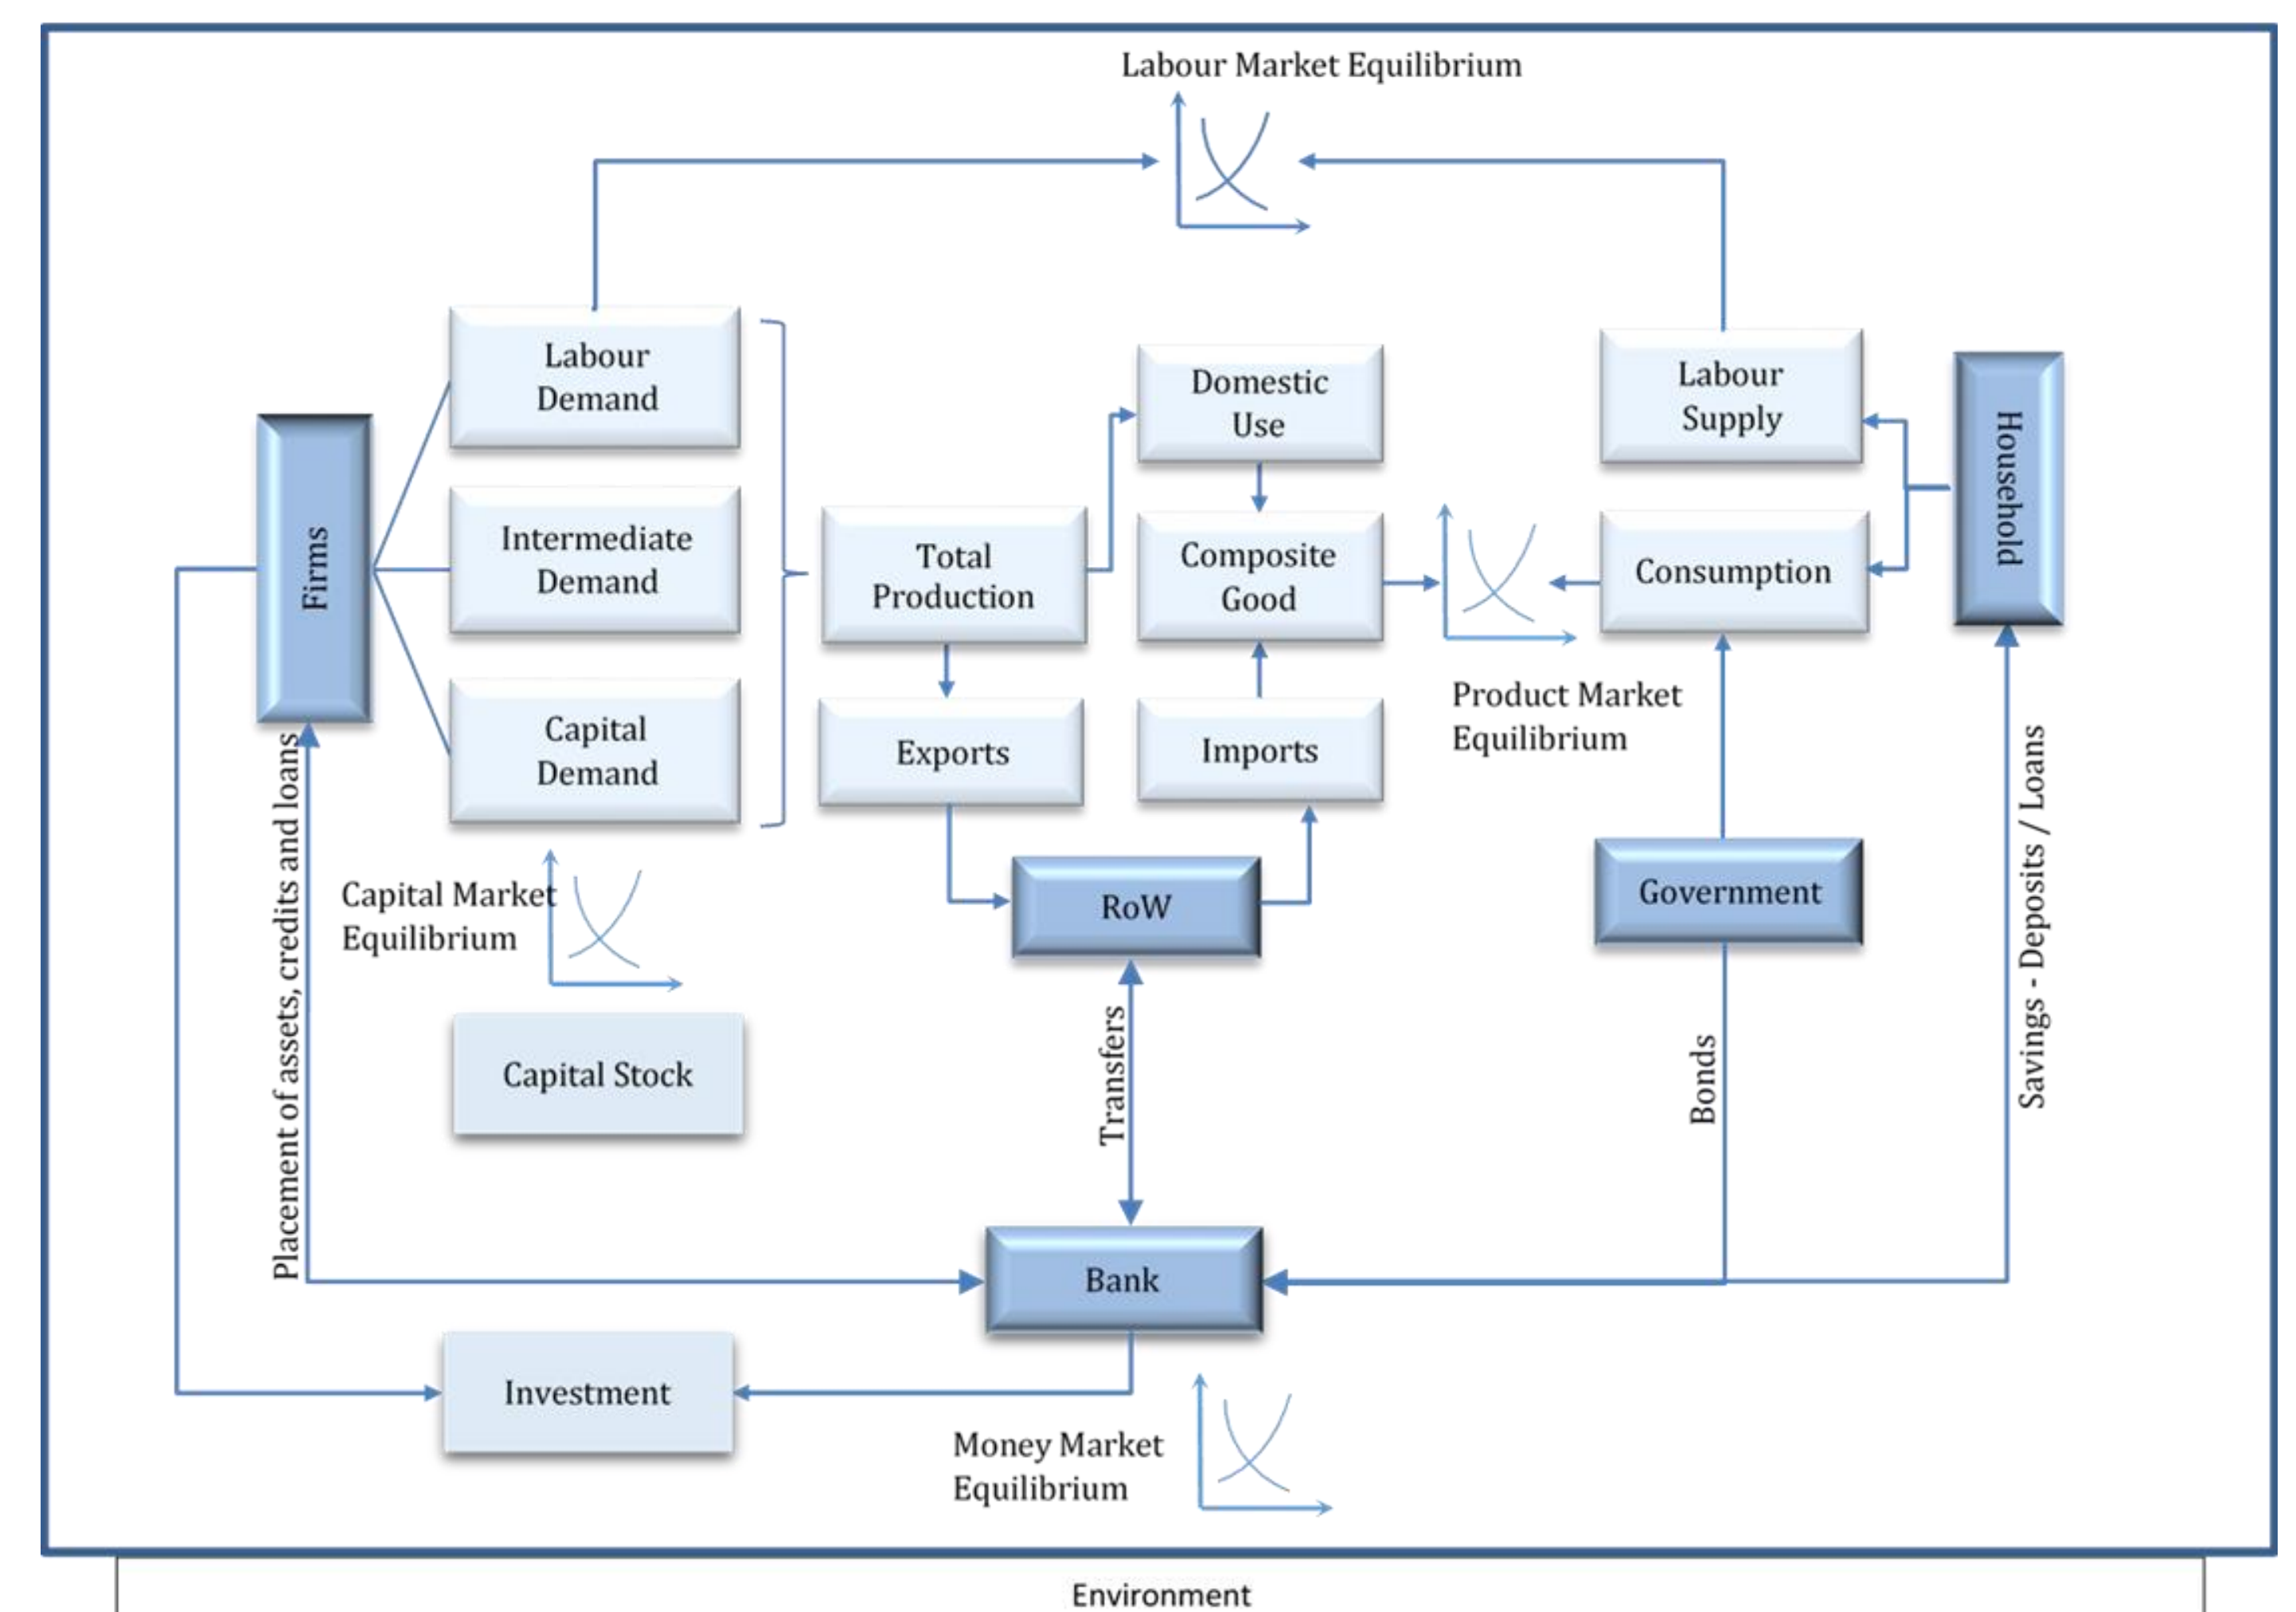 Labour Market Equilibrium
Labour
Demand
Domestic
Use
Labour
Supply
Household
Firms
Intermediate
Demand
Total
Production
Composite
Good
Consumption
Capital
Demand
Exports
Imports
Product Market
Equilibrium
Placement of assets, credits and loans
Capital Market
Equilibrium
RoW
Government
Savings - Deposits / Loans
Capital Stock
Transfers
Bonds
Bank
Investment
Money Market
Equilibrium
Environment